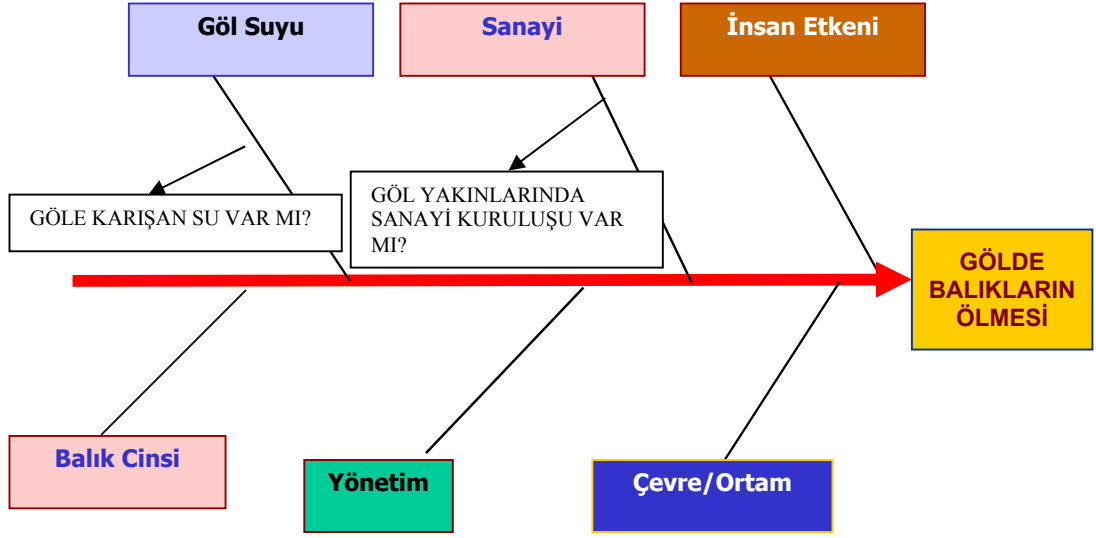 Göl Suyu
Sanayi
İnsan Etkeni
GÖLE KARIŞAN SU VAR MI?
GÖL YAKINLARINDA
SANAYİ KURULUŞU VAR
MI?
GÖLDE
BALIKLARIN
ÖLMESİ
Balık Cinsi
Yönetim
Çevre/Ortam